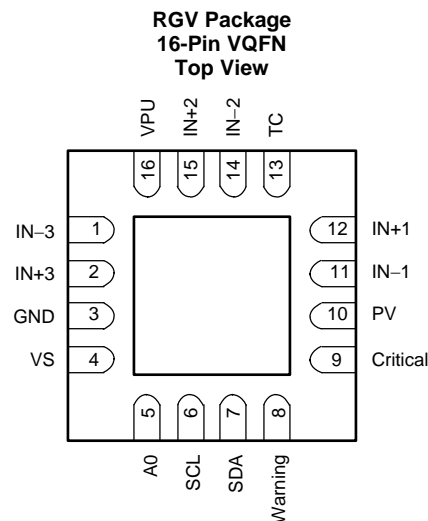 RGV Package
16-Pin VQFN
Top View
VPU
IN+2
IN−2
TC
16
15
14
13
IN−3 1
12 IN+1
IN+3 2
11 IN−1
GND 3
10 PV
VS 4
9 Critical
5
6
7
8
A0
SCL
SDA
Warning